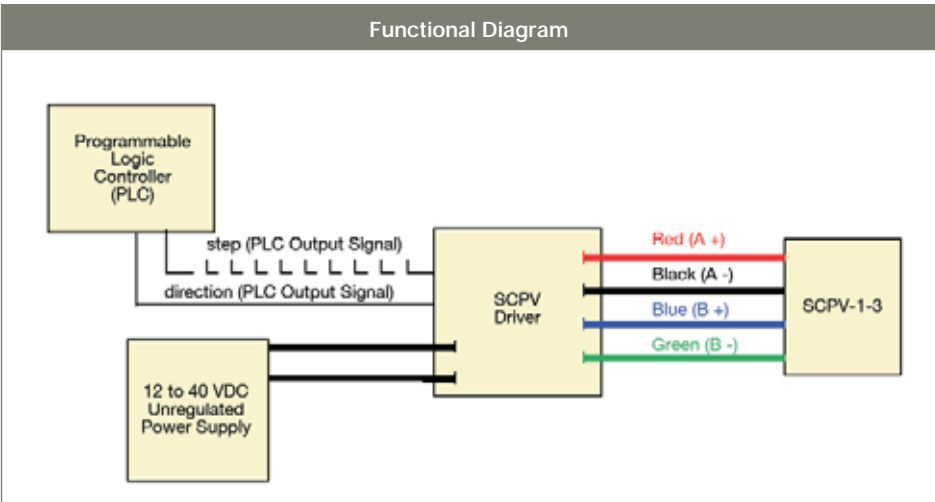 Functional Diagram
Programmable
Logic
Controller
(PLC)
step (PLC Output Signal)
direction (PLC Output Signal)
12 to 40 VDC
Unregulated
Power Supply
SCPV
Driver
Red (A +)
Black (A -)
Blue (B +)
Green (B -)
SCPV-1-3